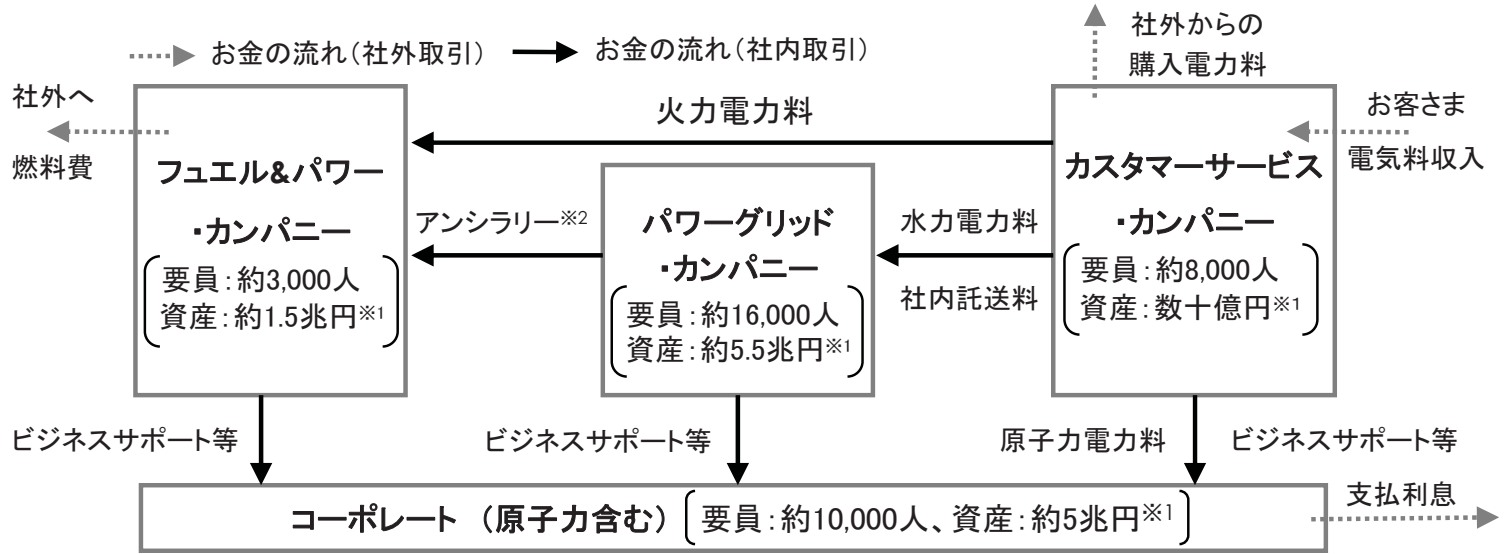 お金の流れ(社外取引)
お金の流れ(社内取引)
社外からの
購入電力料
社外へ
燃料費
火力電力料
お客さま
電気料収入
フュエル&パワー
・カンパニー
要員:約3,000人
資産:約1.5兆円※1
アンシラリー※2
パワーグリッド
・カンパニー
要員:約16,000人
資産:約5.5兆円※1
水力電力料
社内託送料
カスタマーサービス
・カンパニー
要員:約8,000人
資産:数十億円※1
ビジネスサポート等
ビジネスサポート等
原子力電力料
ビジネスサポート等
コーポレート (原子力含む) 要員:約10,000人、資産:約5兆円※1
支払利息